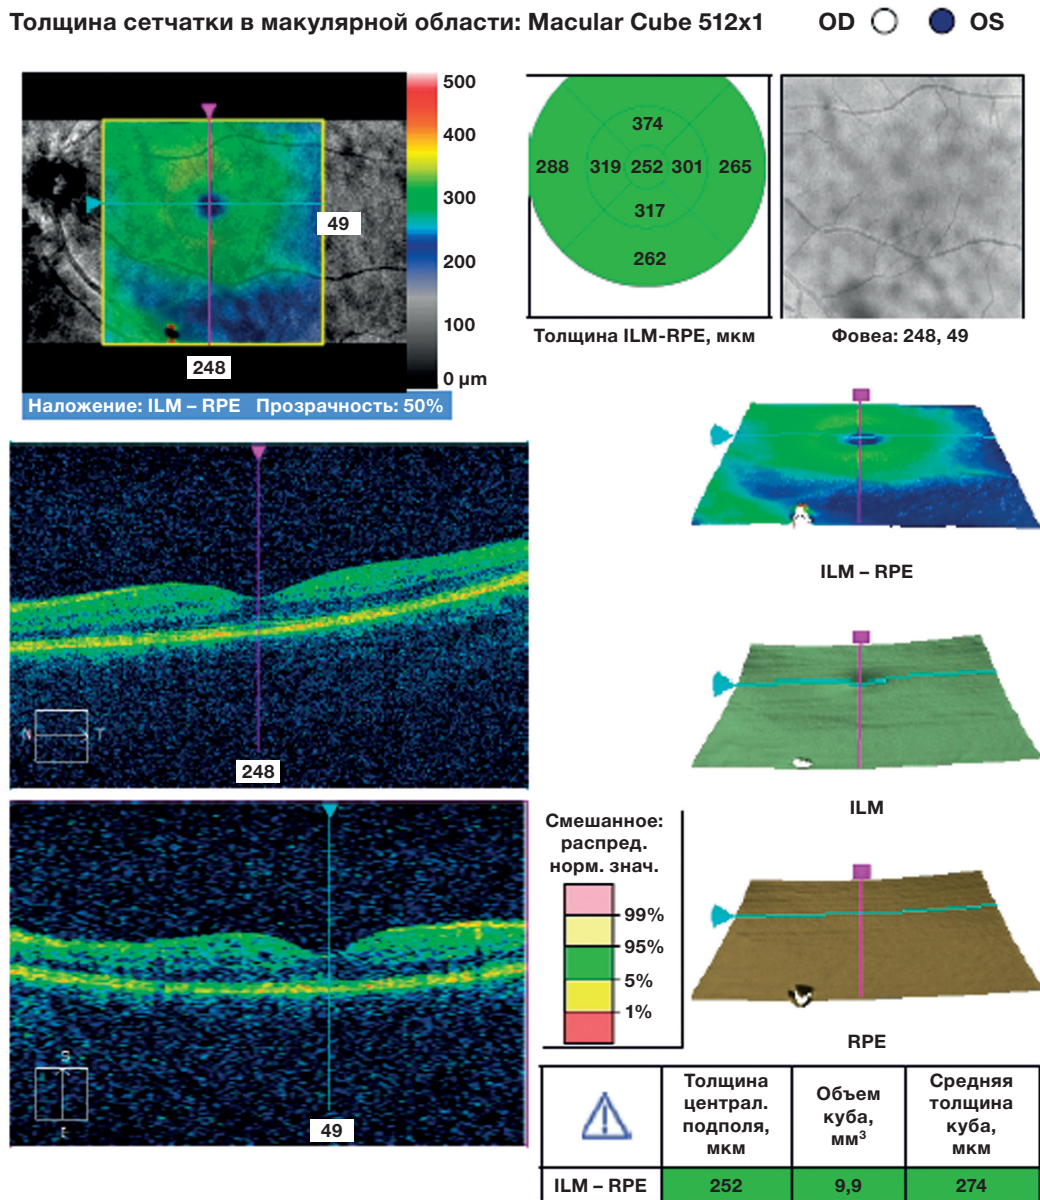 Толщина сетчатки в макулярной области: Macular Cube 512x1
OD OS
500
400
300
200
100
0 µm
49
248
Наложение: ILM – RPE Прозрачность: 50%
374
288 319 252 301 265
317
262
Толщина ILM-RPE, мкм
Фовеа: 248, 49
ILM – RPE
N T
248
ILM
Смешанное:
распред.
норм. знач.
99%
95%
5%
1%
RPE
S
49
Толщина
централ.
подполя,
мкм
Объем
куба,
мм³
Средняя
толщина
куба,
мкм
ILM – RPE 252 9,9 274